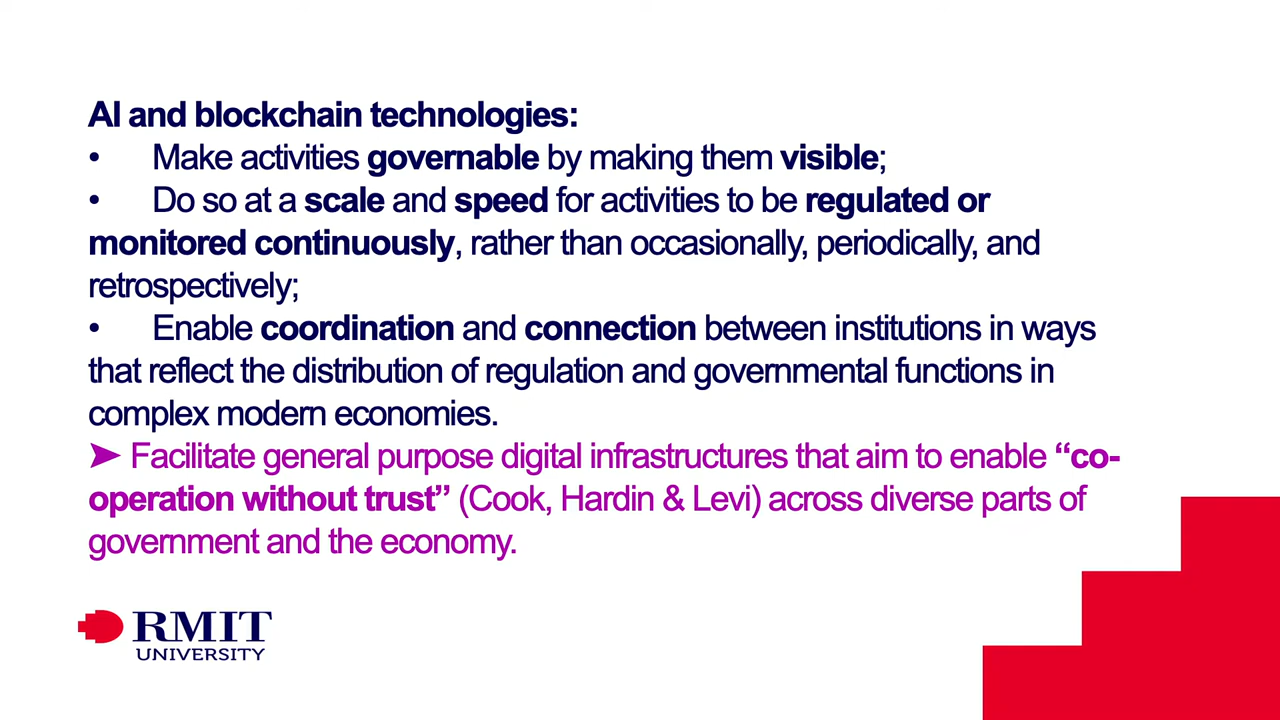 AI and blockchain technologies:
• Make activities governable by making them visible;
• Do so at a scale and speed for activities to be regulated or
monitored continuously, rather than occasionally, periodically, and
retrospectively;
• Enable coordination and connection between institutions in ways
that reflect the distribution of regulation and governmental functions in
complex modern economies.
➤ Facilitate general purpose digital infrastructures that aim to enable “co-
operation without trust” (Cook, Hardin & Levi) across diverse parts of
government and the economy.
RMIT
UNIVERSITY